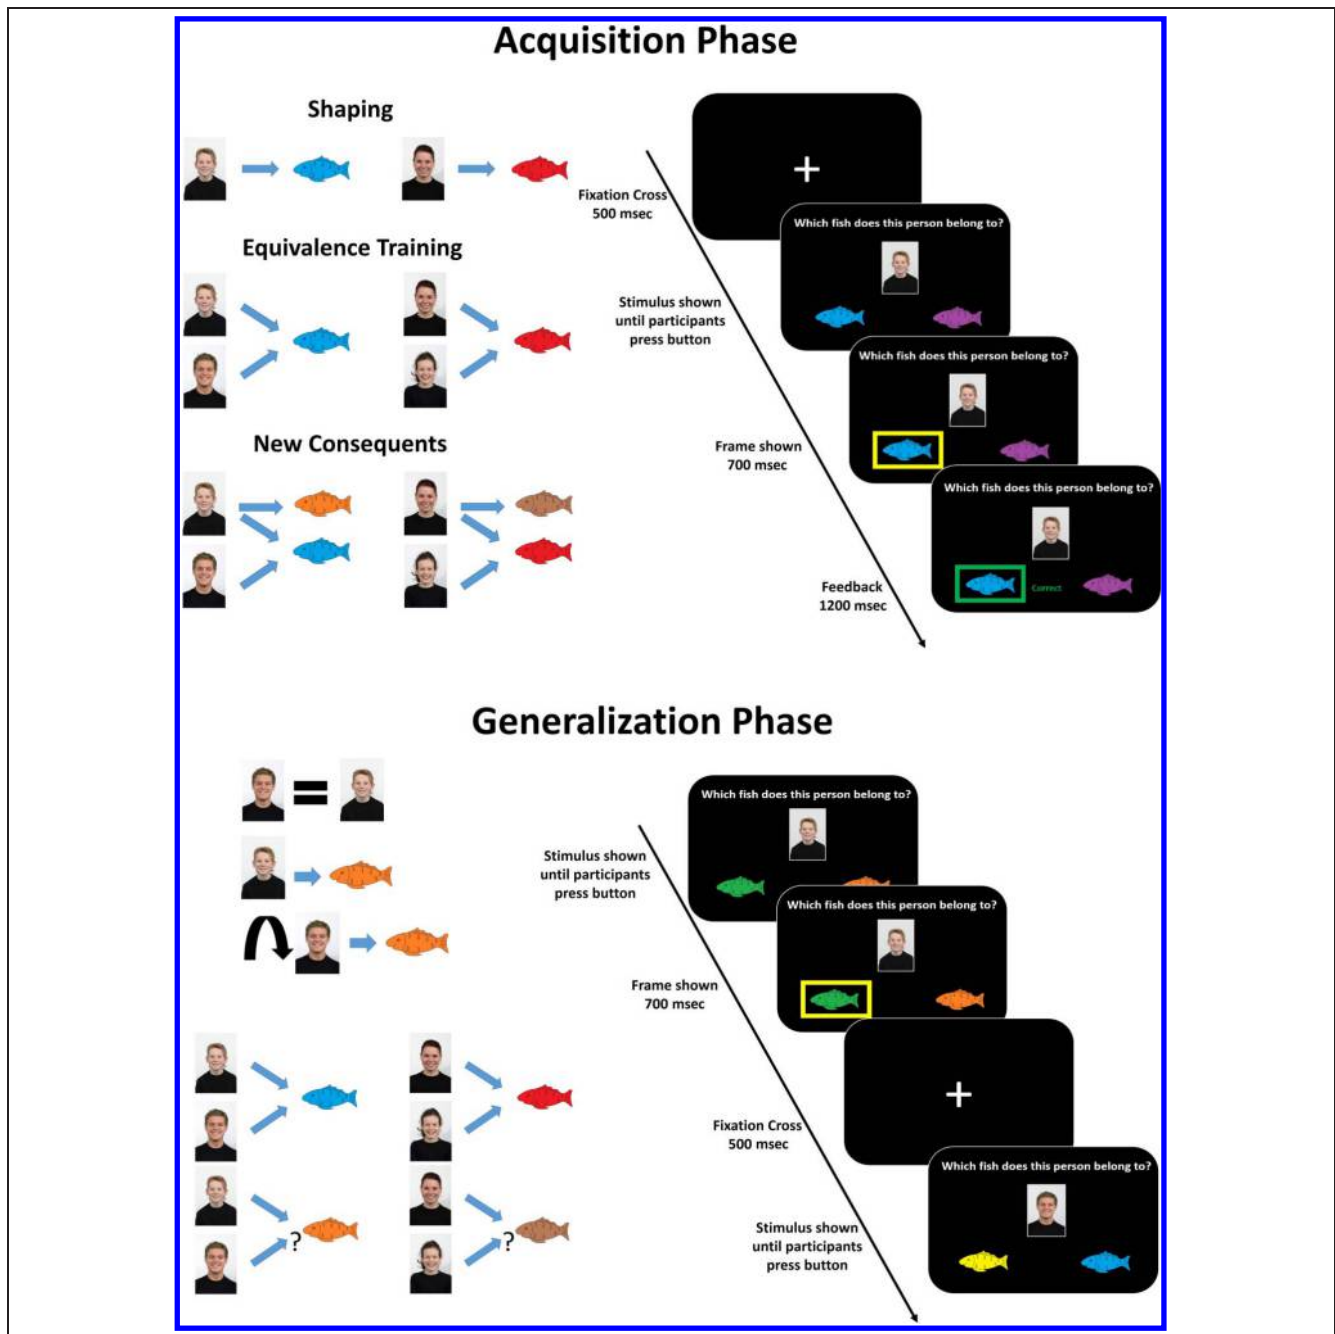 Acquisition Phase
Shaping
Equivalence Training
New Consequents
Fixation Cross
500 msec
Stimulus shown
until participants
press button
Frame shown
700 msec
Feedback
1200 msec
Which fish does this person belong to?
Which fish does this person belong to?
Which fish does this person belong to?
Correct
Generalization Phase
=
?
?
Stimulus shown
until participants
press button
Frame shown
700 msec
Fixation Cross
500 msec
Stimulus shown
until participants
press button
Which fish does this person belong to?
Which fish does this person belong to?
Which fish does this person belong to?